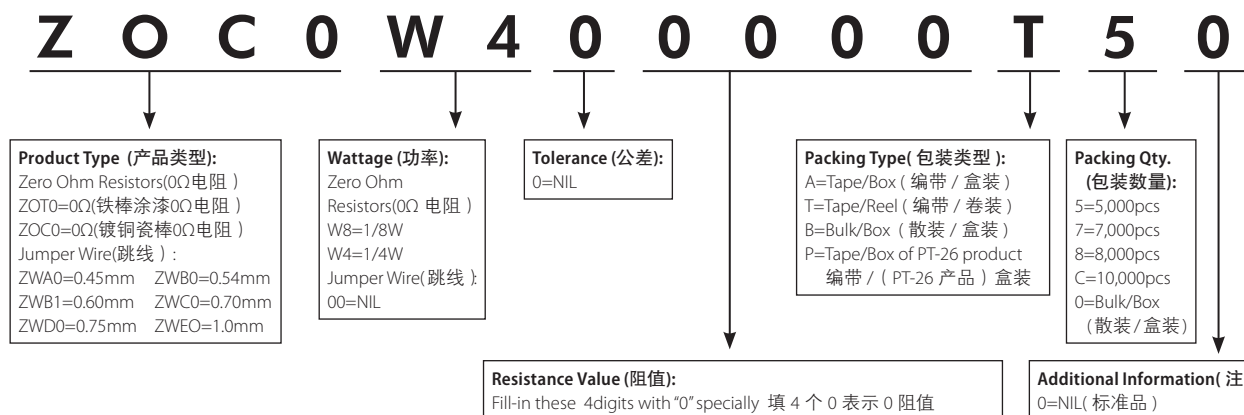 ZOC0W400000T50
Product Type (产品类型):
Zero Ohm Resistors(0Ω电阻)
ZOT0=0Ω(铁棒涂漆0Ω电阻)
ZOC0=0Ω(镀铜瓷棒0Ω电阻)
Jumper Wire(跳线):
ZWA0=0.45mm ZWB0=0.54mm
ZWB1=0.60mm ZWC0=0.70mm
ZWD0=0.75mm ZWEO=1.0mm
Wattage (功率):
Zero Ohm
Resistors(0Ω 电阻)
W8=1/8W
W4=1/4W
Jumper Wire(跳线):
00=NIL
Tolerance (公差):
0=NIL
Packing Type( 包装类型 ):
A=Tape/Box ( 编带 / 盒装 )
T=Tape/Reel ( 编带 / 卷装 )
B=Bulk/Box ( 散装 / 盒装 )
P=Tape/Box of PT-26 product
编带 / ( PT-26 产品 ) 盒装
Packing Qty.
(包装数量):
5=5,000pcs
7=7,000pcs
8=8,000pcs
C=10,000pcs
0=Bulk/Box
(散装/盒装)
Resistance Value (阻值):
Fill-in these 4digits with "0" specially 填 4 个 0 表示 0 阻值
Additional Information( 注
0=NIL( 标准品 )